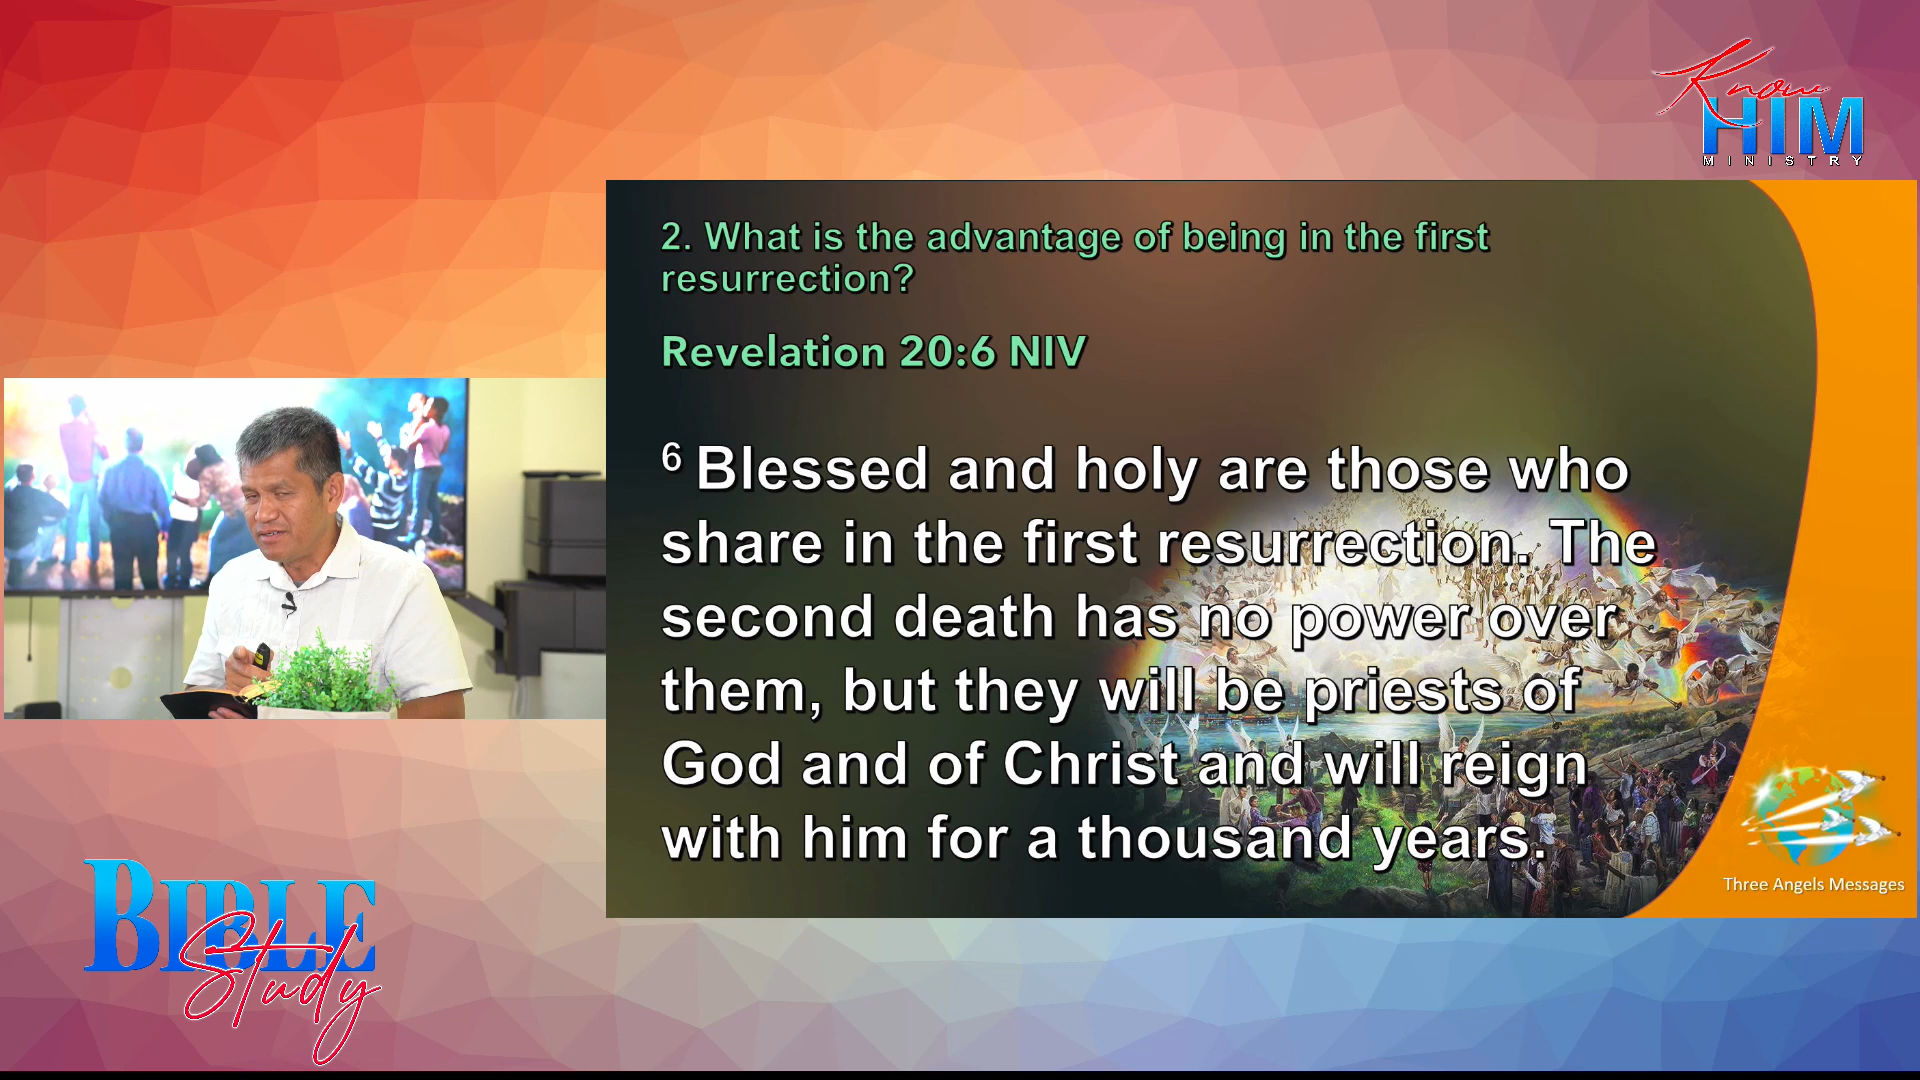 Know
HIM
MINISTRY
2. What is the advantage of being in the first
resurrection?
Revelation 20:6 NIV
6 Blessed and holy are those who
share in the first resurrection. The
second death has no power over
them, but they will be priests of
God and of Christ and will reign
with him for a thousand years.
Three Angels Messages
BIBLE
Study